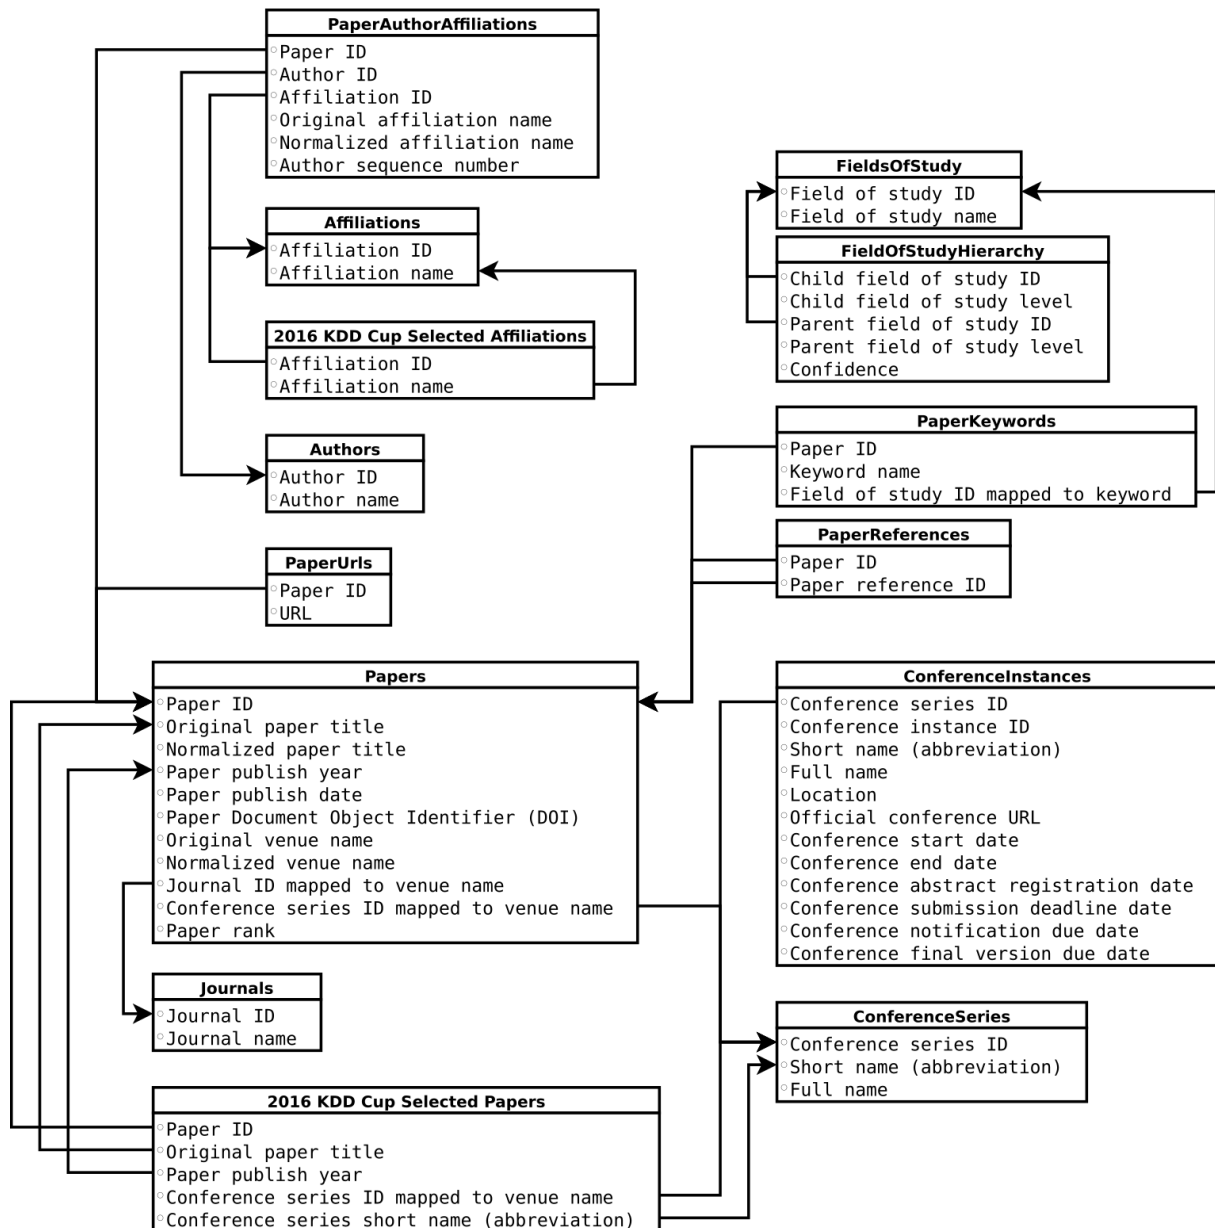 PaperAuthorAffiliations
Paper ID
Author ID
Affiliation ID
Original affiliation name
Normalized affiliation name
Author sequence number
Affiliations
Affiliation ID
Affiliation name
2016 KDD Cup Selected Affiliations
Affiliation ID
Affiliation name
Authors
Author ID
Author name
PaperUrls
Paper ID
URL
Papers
Paper ID
Original paper title
Normalized paper title
Paper publish year
Paper publish date
Paper Document Object Identifier (DOI)
Original venue name
Normalized venue name
Journal ID mapped to venue name
Conference series ID mapped to venue name
Paper rank
Journals
Journal ID
Journal name
2016 KDD Cup Selected Papers
Paper ID
Original paper title
Paper publish year
Conference series ID mapped to venue name
Conference series short name (abbreviation)
FieldsOfStudy
Field of study ID
Field of study name
FieldOfStudyHierarchy
Child field of study ID
Child field of study level
Parent field of study ID
Parent field of study level
Confidence
PaperKeywords
Paper ID
Keyword name
Field of study ID mapped to keyword
PaperReferences
Paper ID
Paper reference ID
ConferenceInstances
Conference series ID
Conference instance ID
Short name (abbreviation)
Full name
Location
Official conference URL
Conference start date
Conference end date
Conference abstract registration date
Conference submission deadline date
Conference notification due date
Conference final version due date
ConferenceSeries
Conference series ID
Short name (abbreviation)
Full name